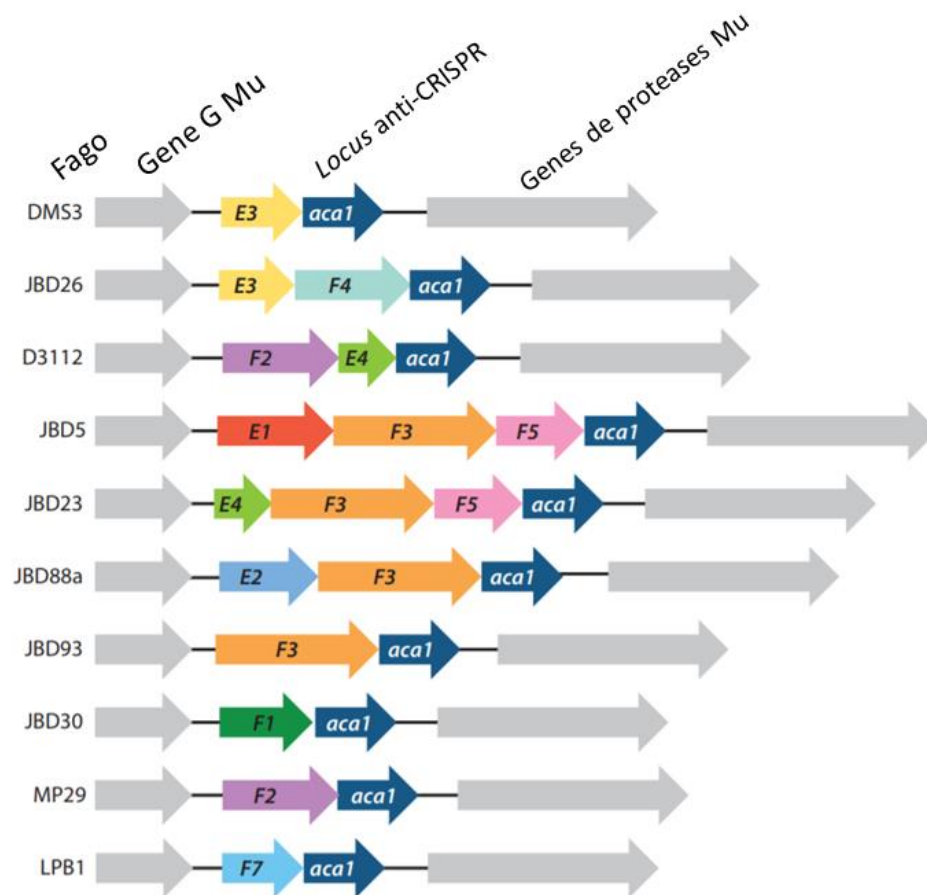 Fago Gene G Mu Locus anti-CRISPR Genes de proteases Mu
DMS3 E3 aca1
JBD26 E3 F4 aca1
D3112 F2 E4 aca1
JBD5 E1 F3 F5 aca1
JBD23 E4 F3 F5 aca1
JBD88a E2 F3 aca1
JBD93 F3 aca1
JBD30 F1 aca1
MP29 F2 aca1
LPB1 F7 aca1